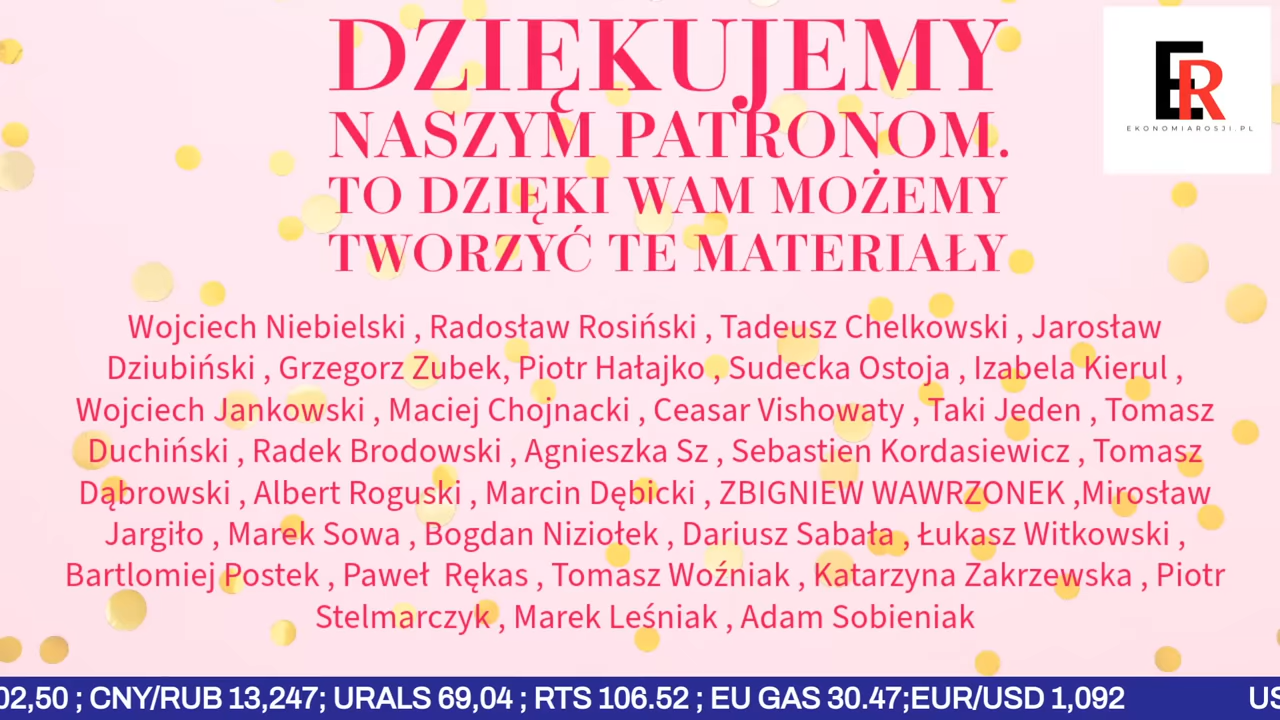 DZIĘKUJEMY
NASZYM PATRONOM.
TO DZIĘKI WAM MOŻEMY
TWORZYĆ TE MATERIAŁY
ER
EKONOMIAROSJI.PL
Wojciech Niebielski , Radosław Rosiński , Tadeusz Chelkowski , Jarosław
Dziubiński , Grzegorz Zubek, Piotr Hałajko , Sudecka Ostoja , Izabela Kierul ,
Wojciech Jankowski , Maciej Chojnacki , Ceasar Vishowaty , Taki Jeden , Tomasz
Duchiński , Radek Brodowski , Agnieszka Sz , Sebastien Kordasiewicz , Tomasz
Dąbrowski , Albert Roguski , Marcin Dębicki , ZBIGNIEW WAWRZONEK ,Mirosław
Jargiło , Marek Sowa , Bogdan Niziołek , Dariusz Sabała , Łukasz Witkowski ,
Bartlomiej Postek , Paweł  Rękas , Tomasz Woźniak , Katarzyna Zakrzewska , Piotr
Stelmarczyk , Marek Leśniak , Adam Sobieniak
02,50 ; CNY/RUB 13,247; URALS 69,04 ; RTS 106.52 ; EU GAS 30.47;EUR/USD 1,092 US